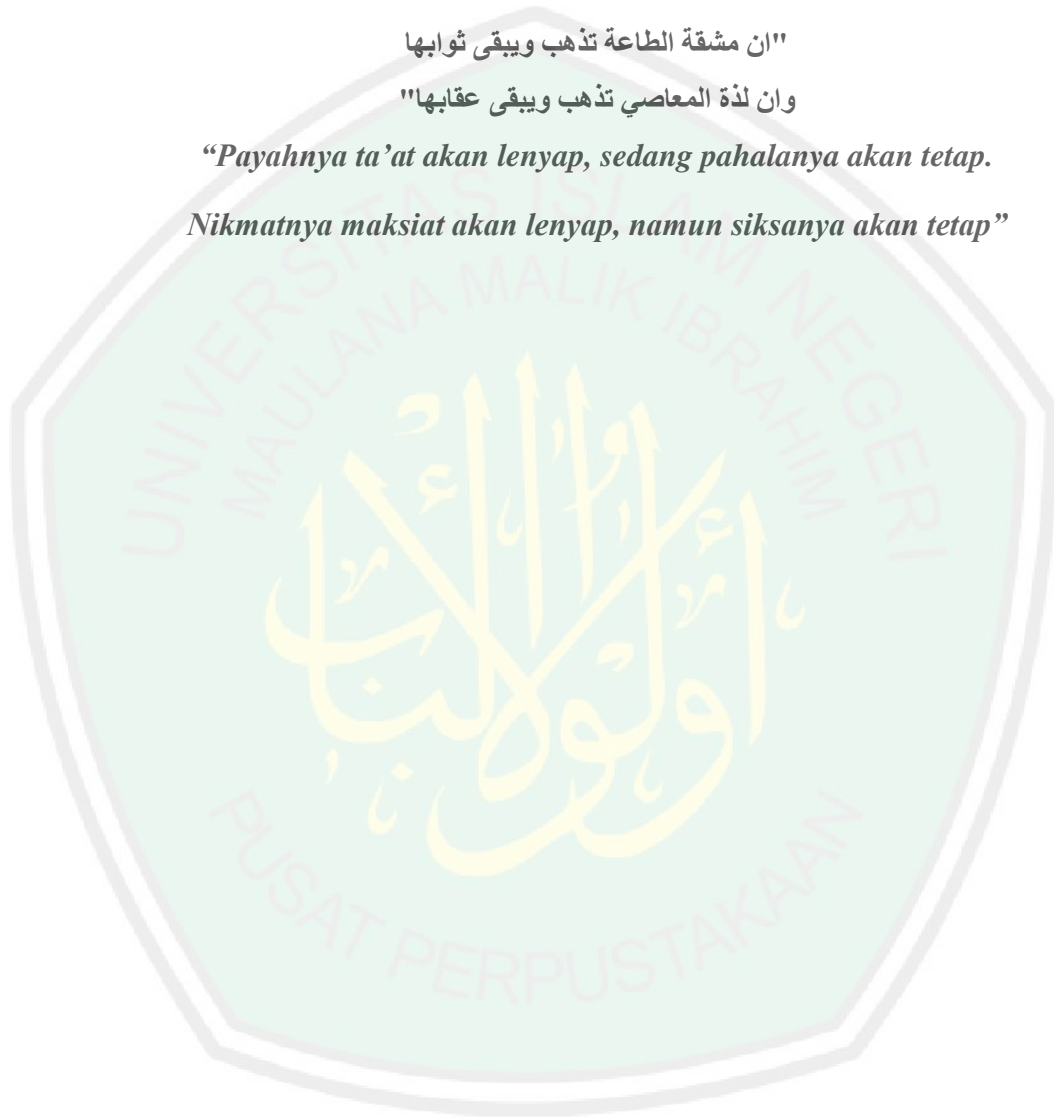 "ان مشقة الطاعة تذهب ويبقى ثوابها
وان لذة المعاصي تذهب ويبقى عقابها"
“Payahnya ta’at akan lenyap, sedang pahalanya akan tetap.
Nikmatnya maksiat akan lenyap, namun siksanya akan tetap”
UNIVERSITAS ISLAM NEGERI
MAULANA MALIK IBRAHIM
أولوا الألباب
PUSAT PERPUSTAKAAN